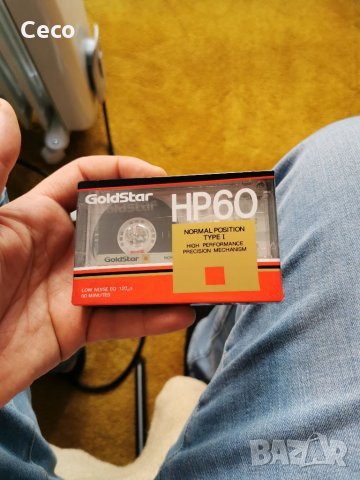 Ceco
GoldStar
HP60
GoldStar
NORMAL POSITION
TYPE I
HIGH PERFORMANCE
PRECISION MECHANISM
LOW NOISE EQ 120μs
60 MINUTES
BAZAR